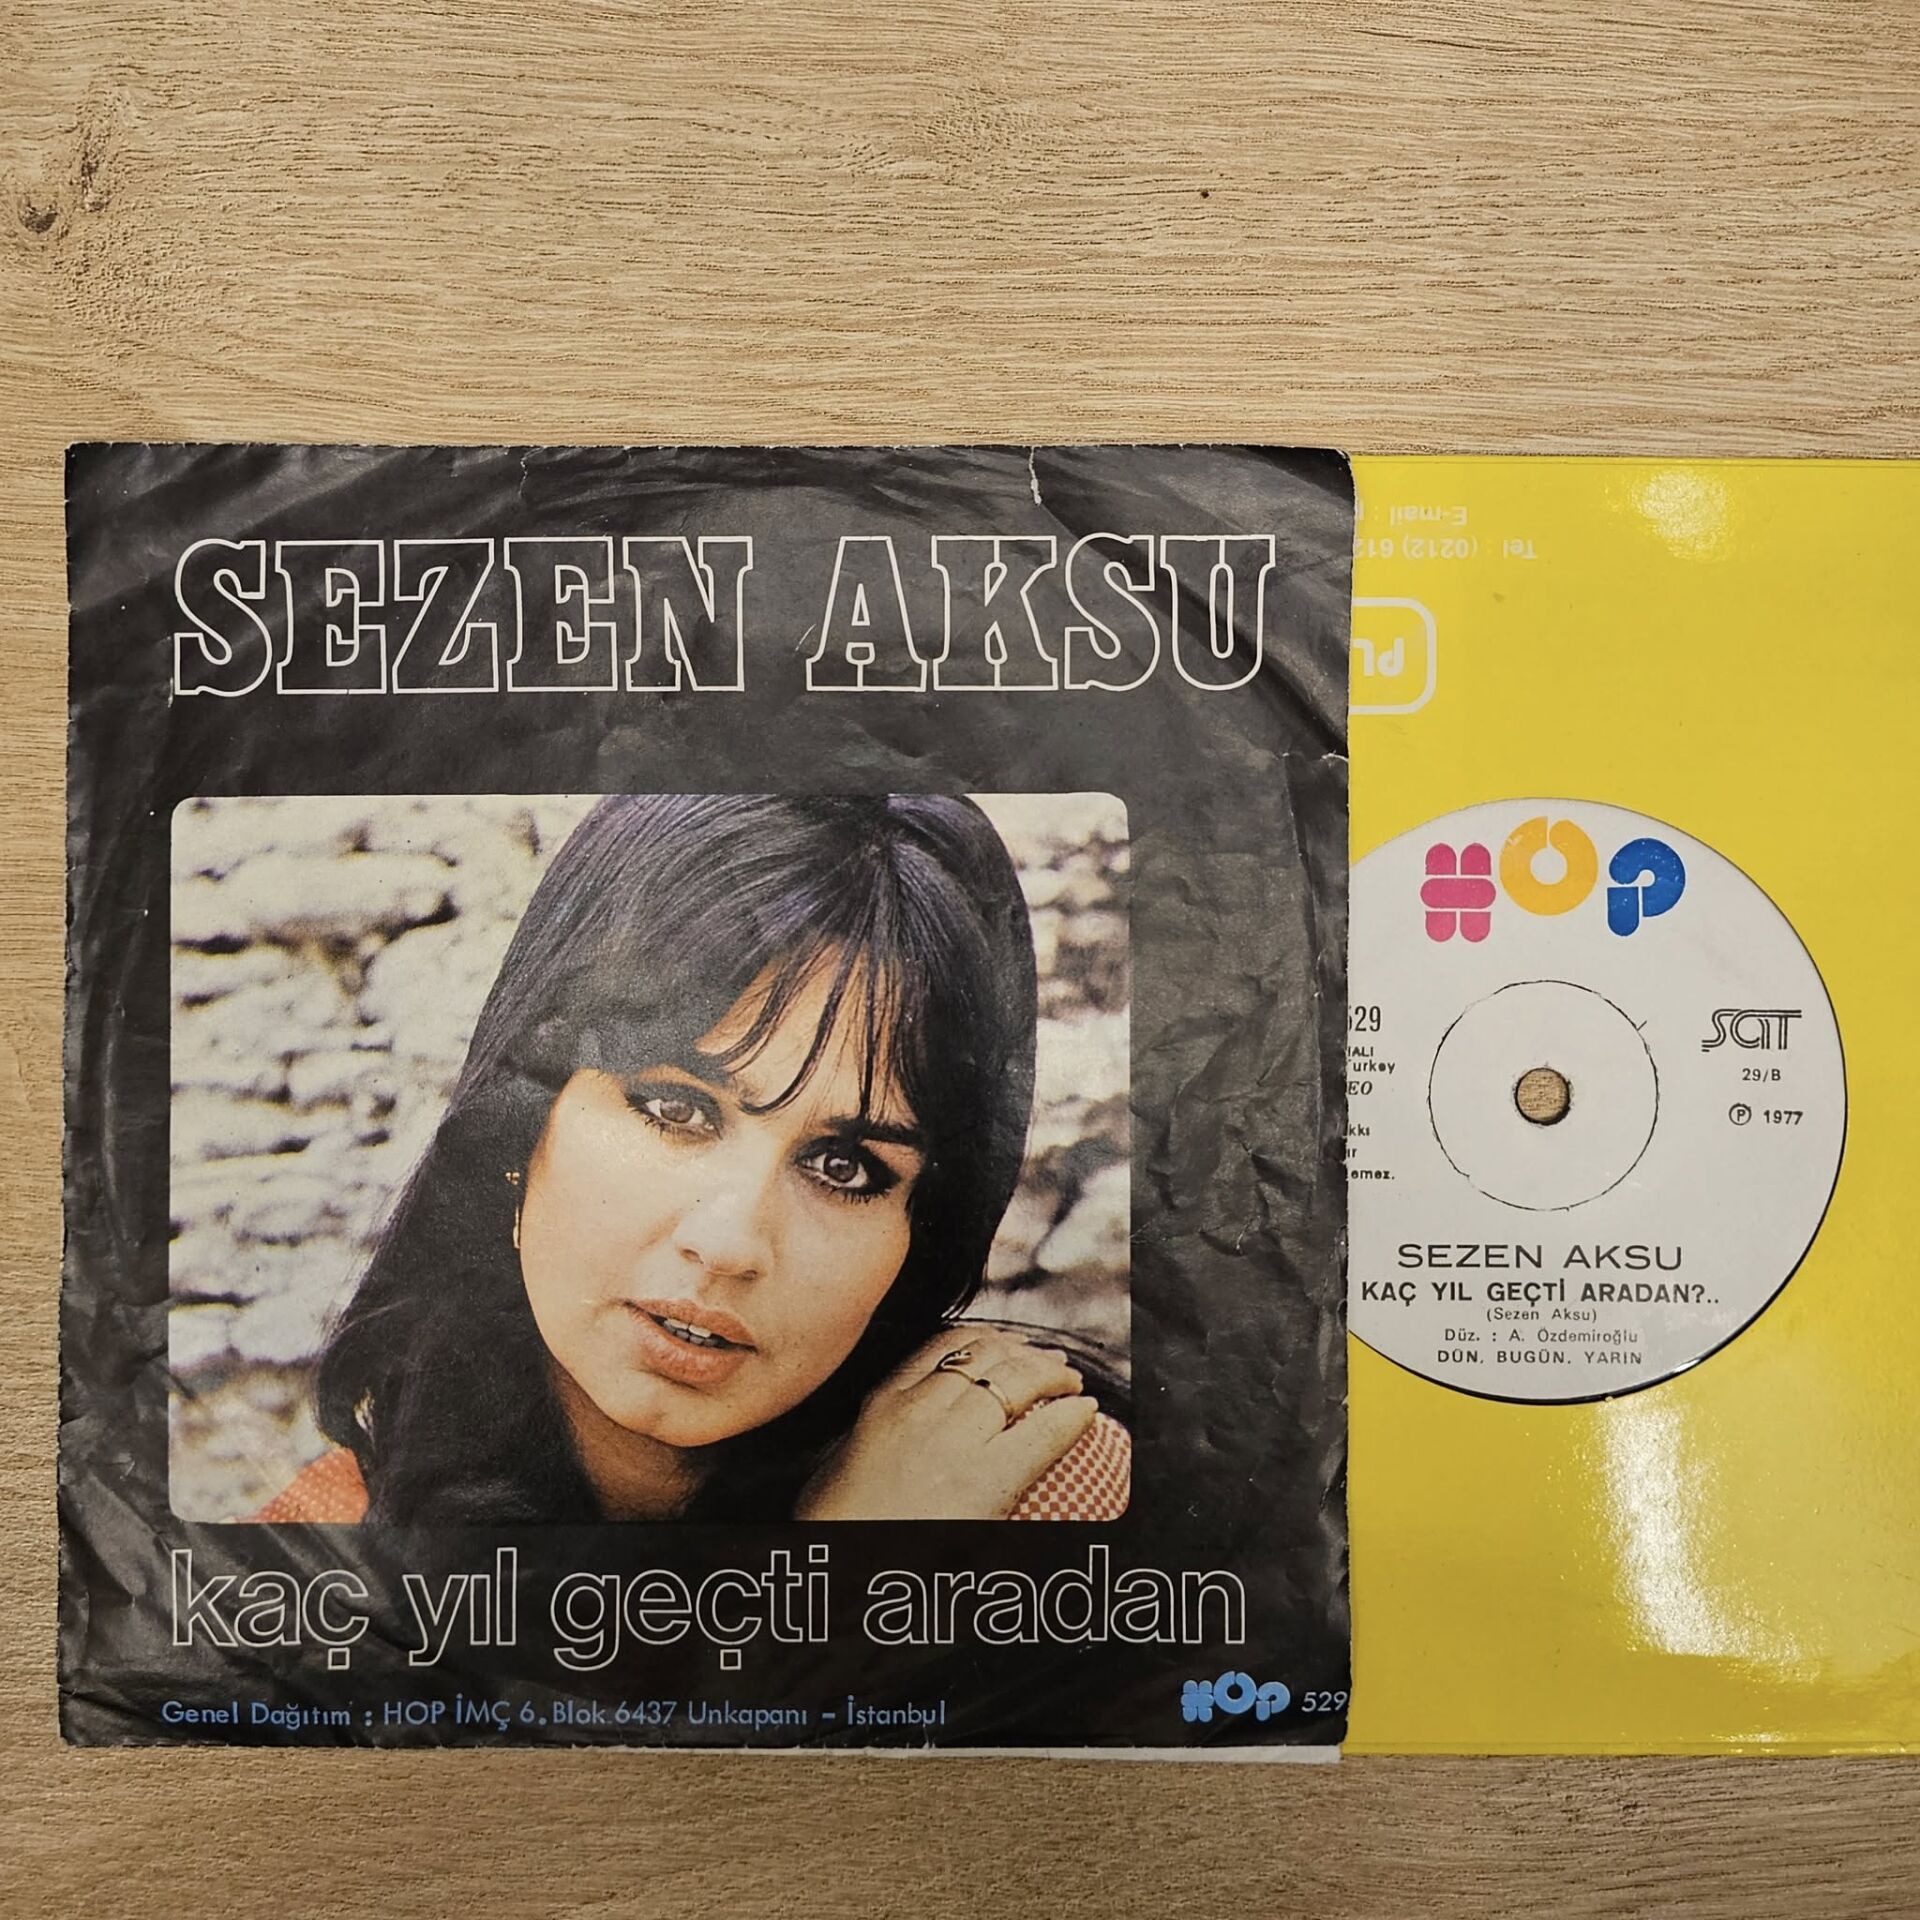 SEZEN AKSU
kaç yıl geçti aradan
Genel Dağıtım : HOP İMÇ 6. Blok 6437 Unkapanı – İstanbul
HOP 529
E-mail :
Tel : (0212) 612
PL
HOP
529
SAT
29/B
℗ 1977
SEZEN AKSU
KAÇ YIL GEÇTİ ARADAN?..
(Sezen Aksu)
Düz. : A. Özdemiroğlu
DÜN, BUGÜN, YARIN